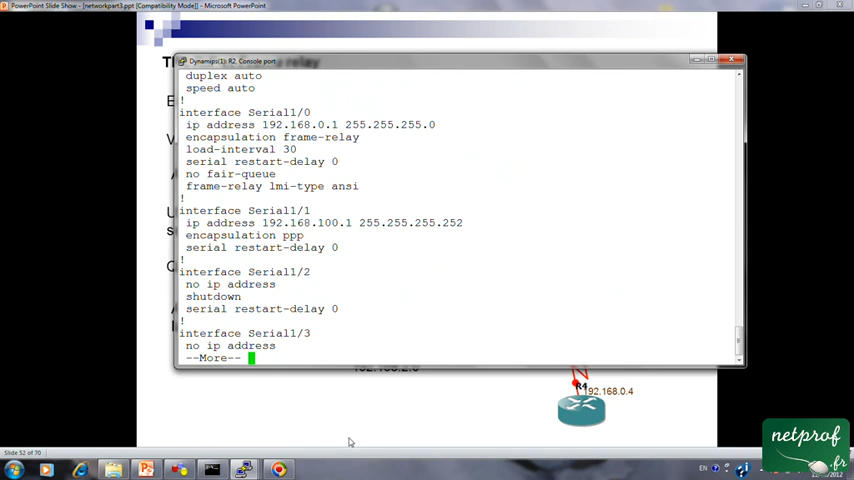 PowerPoint Slide Show - [networkpart3.ppt [Compatibility Mode]] - Microsoft PowerPoint
relay
Dynamips(1): R2, Console port
duplex auto
speed auto
!
interface Serial1/0
ip address 192.168.0.1 255.255.255.0
encapsulation frame-relay
load-interval 30
serial restart-delay 0
no fair-queue
frame-relay lmi-type ansi
!
interface Serial1/1
ip address 192.168.100.1 255.255.255.252
encapsulation ppp
serial restart-delay 0
!
interface Serial1/2
no ip address
shutdown
serial restart-delay 0
!
interface Serial1/3
no ip address
--More--
R4
192.168.0.4
Slide 52 of 70
EN
netprof
.fr